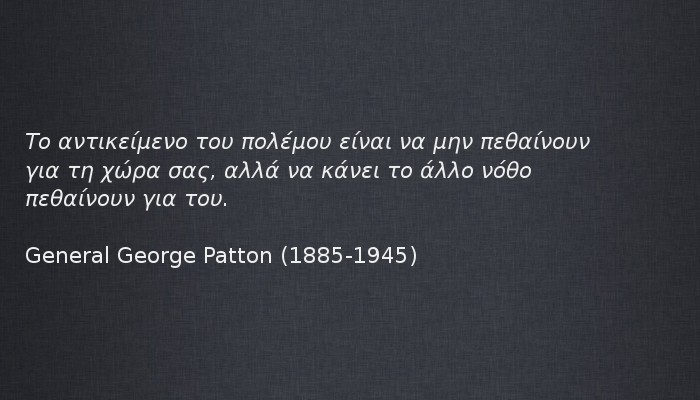 Το αντικείμενο του πολέμου είναι να μην πεθαίνουν
για τη χώρα σας, αλλά να κάνει το άλλο νόθο
πεθαίνουν για του.
General George Patton (1885-1945)